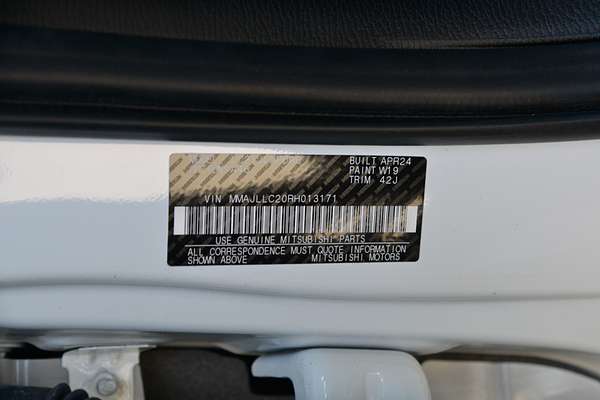 BUILT APR24
PAINT W19
TRIM 42J
VIN MMAJLLC20RH013171
USE GENUINE MITSUBISHI PARTS
ALL CORRESPONDENCE MUST QUOTE INFORMATION
SHOWN ABOVE MITSUBISHI MOTORS